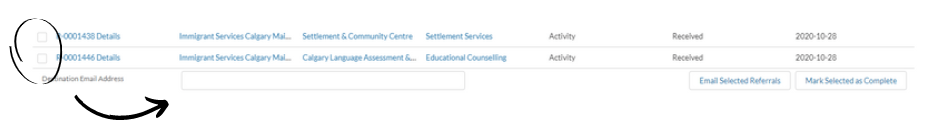 R-0001438 Details Immigrant Services Calgary Mai... Settlement & Community Centre Settlement Services Activity Received 2020-10-28
R-0001446 Details Immigrant Services Calgary Mai... Calgary Language Assessment &... Educational Counselling Activity Received 2020-10-28
Destination Email Address Email Selected Referrals Mark Selected as Complete